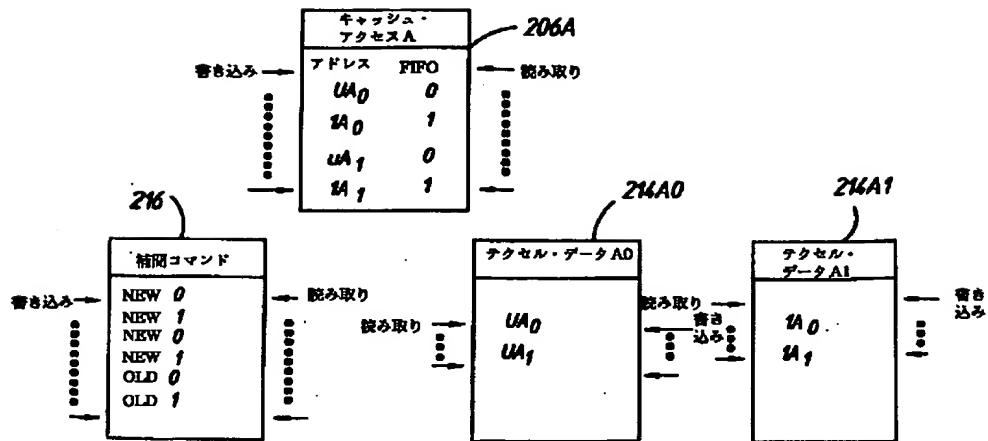 キャッシュ・
アクセスA
206A
書き込み
アドレス FIFO
読み取り
UA0 0
1A0 1
uA1 0
1A1 1
216
214A0
214A1
補間コマンド
書き込み
読み取り
NEW 0
NEW 1
NEW 0
NEW 1
OLD 0
OLD 1
テクセル・データA0
読み取り
書き
込み
UA0
UA1
テクセル・
データA1
読み取り
書き
込み
1A0
1A1